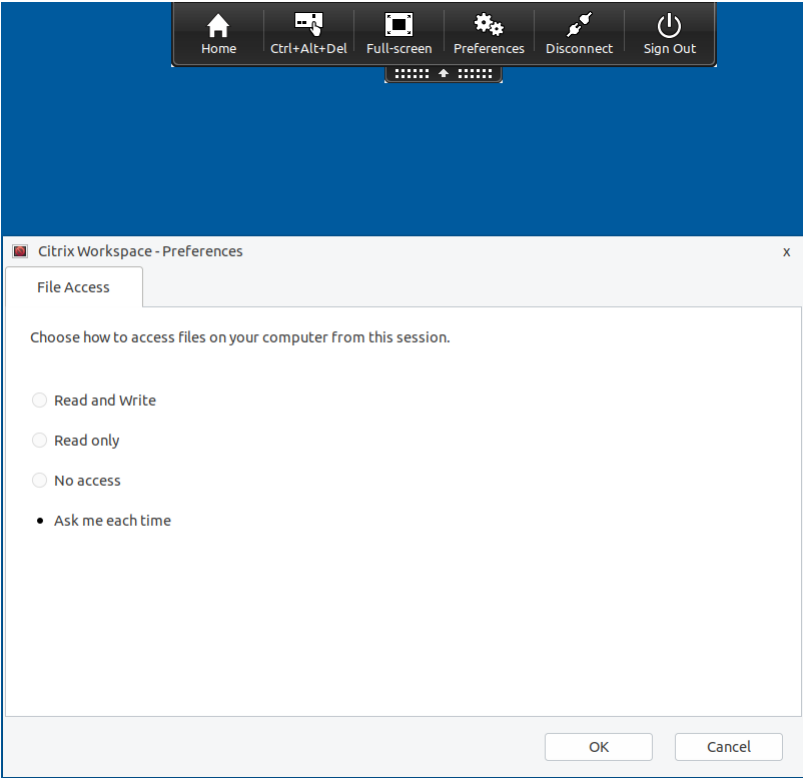 Home Ctrl+Alt+Del Full-screen Preferences Disconnect Sign Out
Citrix Workspace - Preferences x
File Access
Choose how to access files on your computer from this session.
Read and Write
Read only
No access
Ask me each time
OK Cancel